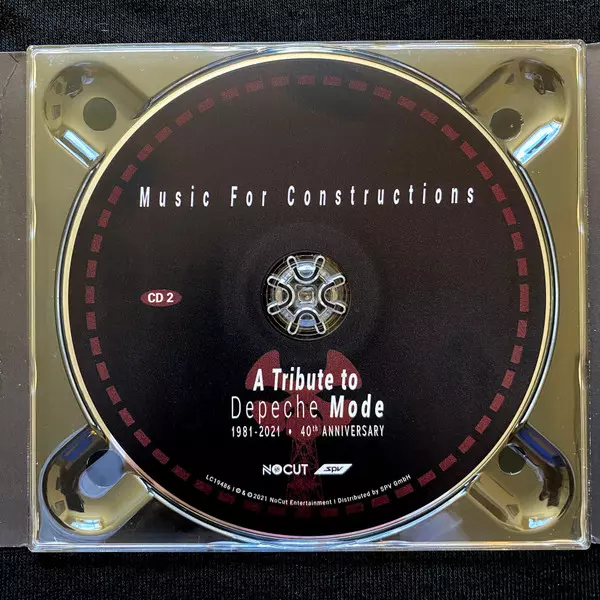 Music For Constructions
CD 2
A Tribute to
Depeche Mode
1981-2021 • 40th ANNIVERSARY
NOCUT SPV
LC19486 I ℗ & © 2021 NoCut Entertainment I Distributed by SPV GmbH